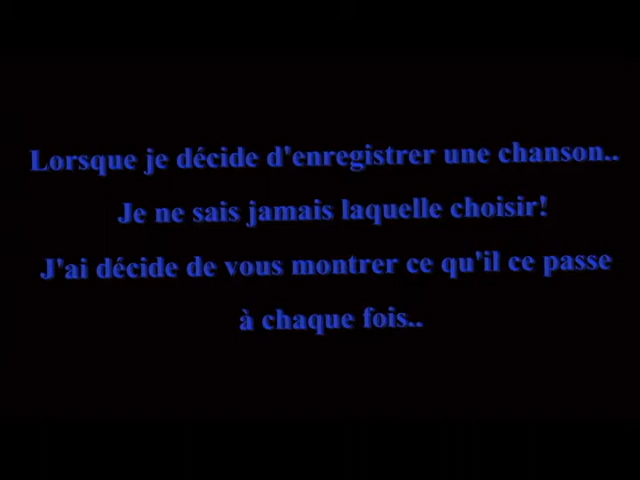 Lorsque je décide d'enregistrer une chanson..
Je ne sais jamais laquelle choisir!
J'ai décide de vous montrer ce qu'il ce passe
à chaque fois..